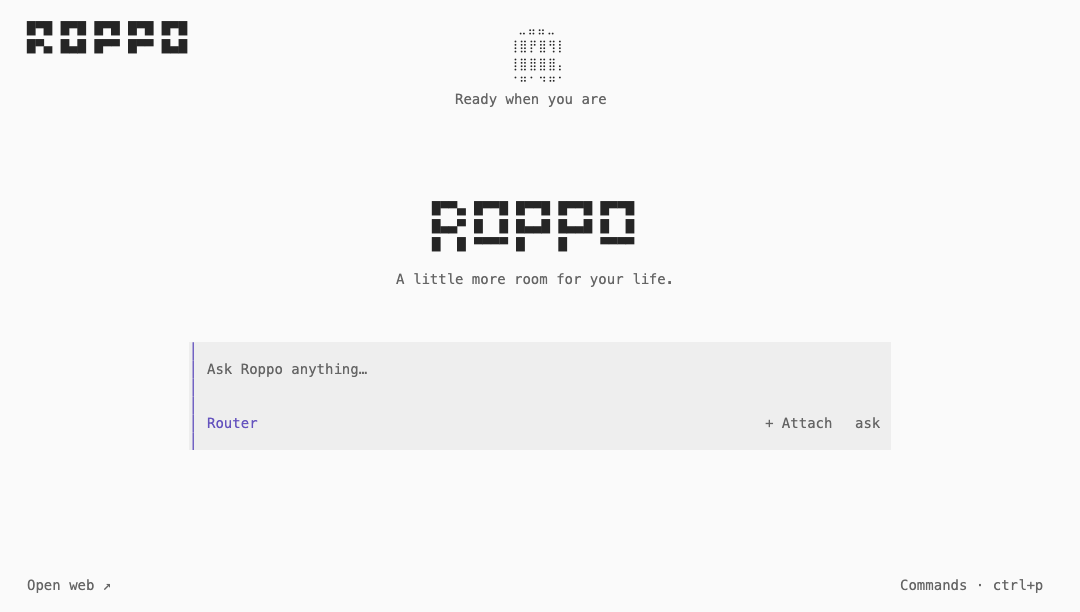 ROPPO
Ready when you are
ROPPO
A little more room for your life.
Ask Roppo anything…
Router
+ Attach ask
Open web ↗
Commands · ctrl+p